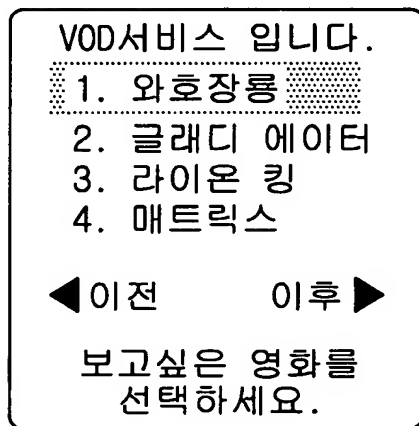 VOD서비스 입니다.
1. 와호장룡
2. 글래디 에이터
3. 라이온 킹
4. 매트릭스
◀이전 이후▶
보고싶은 영화를
선택하세요.